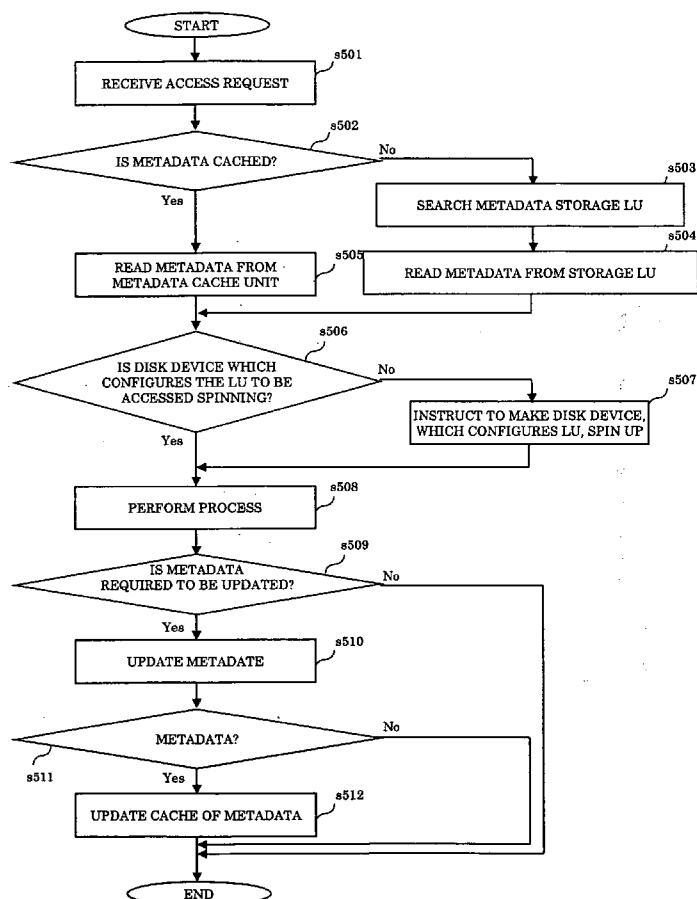 START
s501
RECEIVE ACCESS REQUEST
s502
IS METADATA CACHED?
No
Yes
s503
SEARCH METADATA STORAGE LU
s504
READ METADATA FROM STORAGE LU
s505
READ METADATA FROM
METADATA CACHE UNIT
s506
IS DISK DEVICE WHICH
CONFIGURES THE LU TO BE
ACCESSED SPINNING?
No
Yes
s507
INSTRUCT TO MAKE DISK DEVICE,
WHICH CONFIGURES LU, SPIN UP
s508
PERFORM PROCESS
s509
IS METADATA
REQUIRED TO BE UPDATED?
No
Yes
s510
UPDATE METADATE
METADATA?
No
s511
Yes
s512
UPDATE CACHE OF METADATA
END